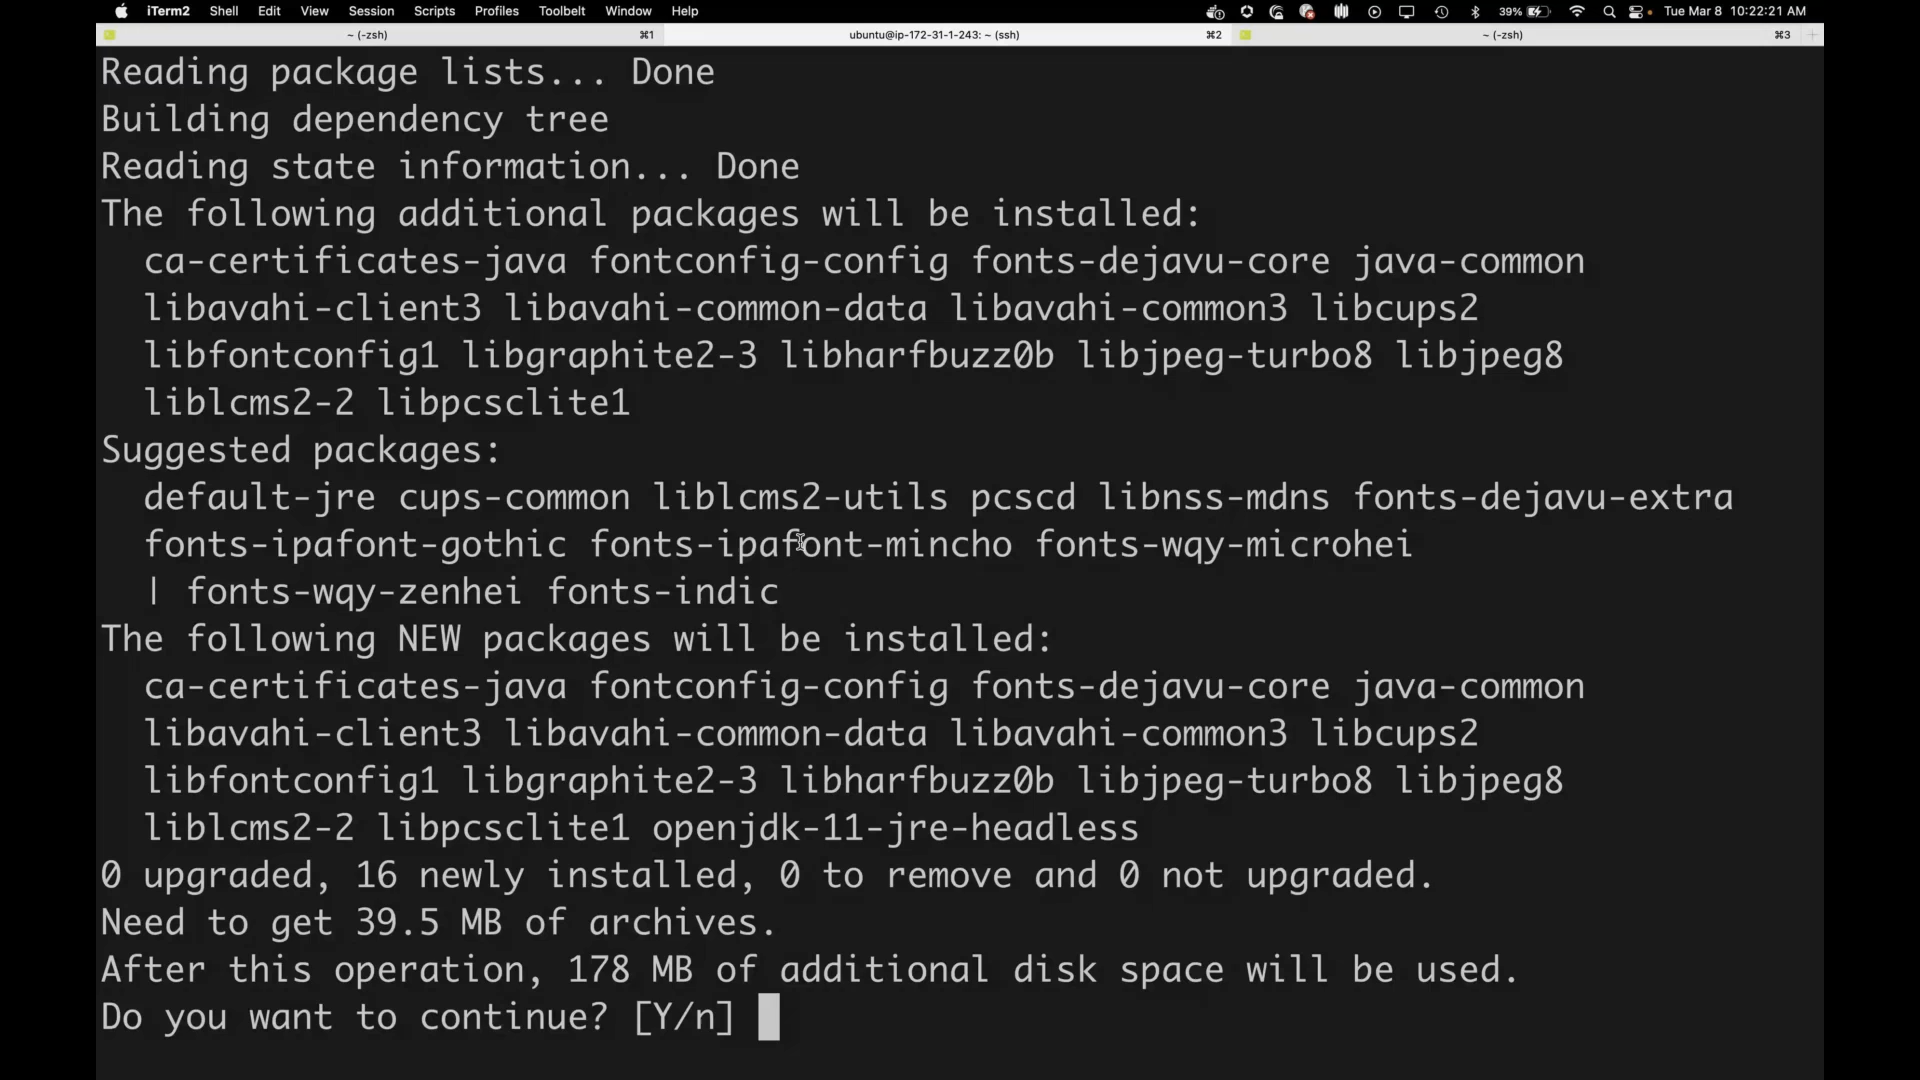 iTerm2 Shell Edit View Session Scripts Profiles Toolbelt Window Help 39% Tue Mar 8 10:22:21 AM
~ (-zsh) ⌘1 ubuntu@ip-172-31-1-243: ~ (ssh) ⌘2 ~ (-zsh) ⌘3
Reading package lists... Done
Building dependency tree
Reading state information... Done
The following additional packages will be installed:
ca-certificates-java fontconfig-config fonts-dejavu-core java-common
libavahi-client3 libavahi-common-data libavahi-common3 libcups2
libfontconfig1 libgraphite2-3 libharfbuzz0b libjpeg-turbo8 libjpeg8
liblcms2-2 libpcsclite1
Suggested packages:
default-jre cups-common liblcms2-utils pcscd libnss-mdns fonts-dejavu-extra
fonts-ipafont-gothic fonts-ipafont-mincho fonts-wqy-microhei
| fonts-wqy-zenhei fonts-indic
The following NEW packages will be installed:
ca-certificates-java fontconfig-config fonts-dejavu-core java-common
libavahi-client3 libavahi-common-data libavahi-common3 libcups2
libfontconfig1 libgraphite2-3 libharfbuzz0b libjpeg-turbo8 libjpeg8
liblcms2-2 libpcsclite1 openjdk-11-jre-headless
0 upgraded, 16 newly installed, 0 to remove and 0 not upgraded.
Need to get 39.5 MB of archives.
After this operation, 178 MB of additional disk space will be used.
Do you want to continue? [Y/n]